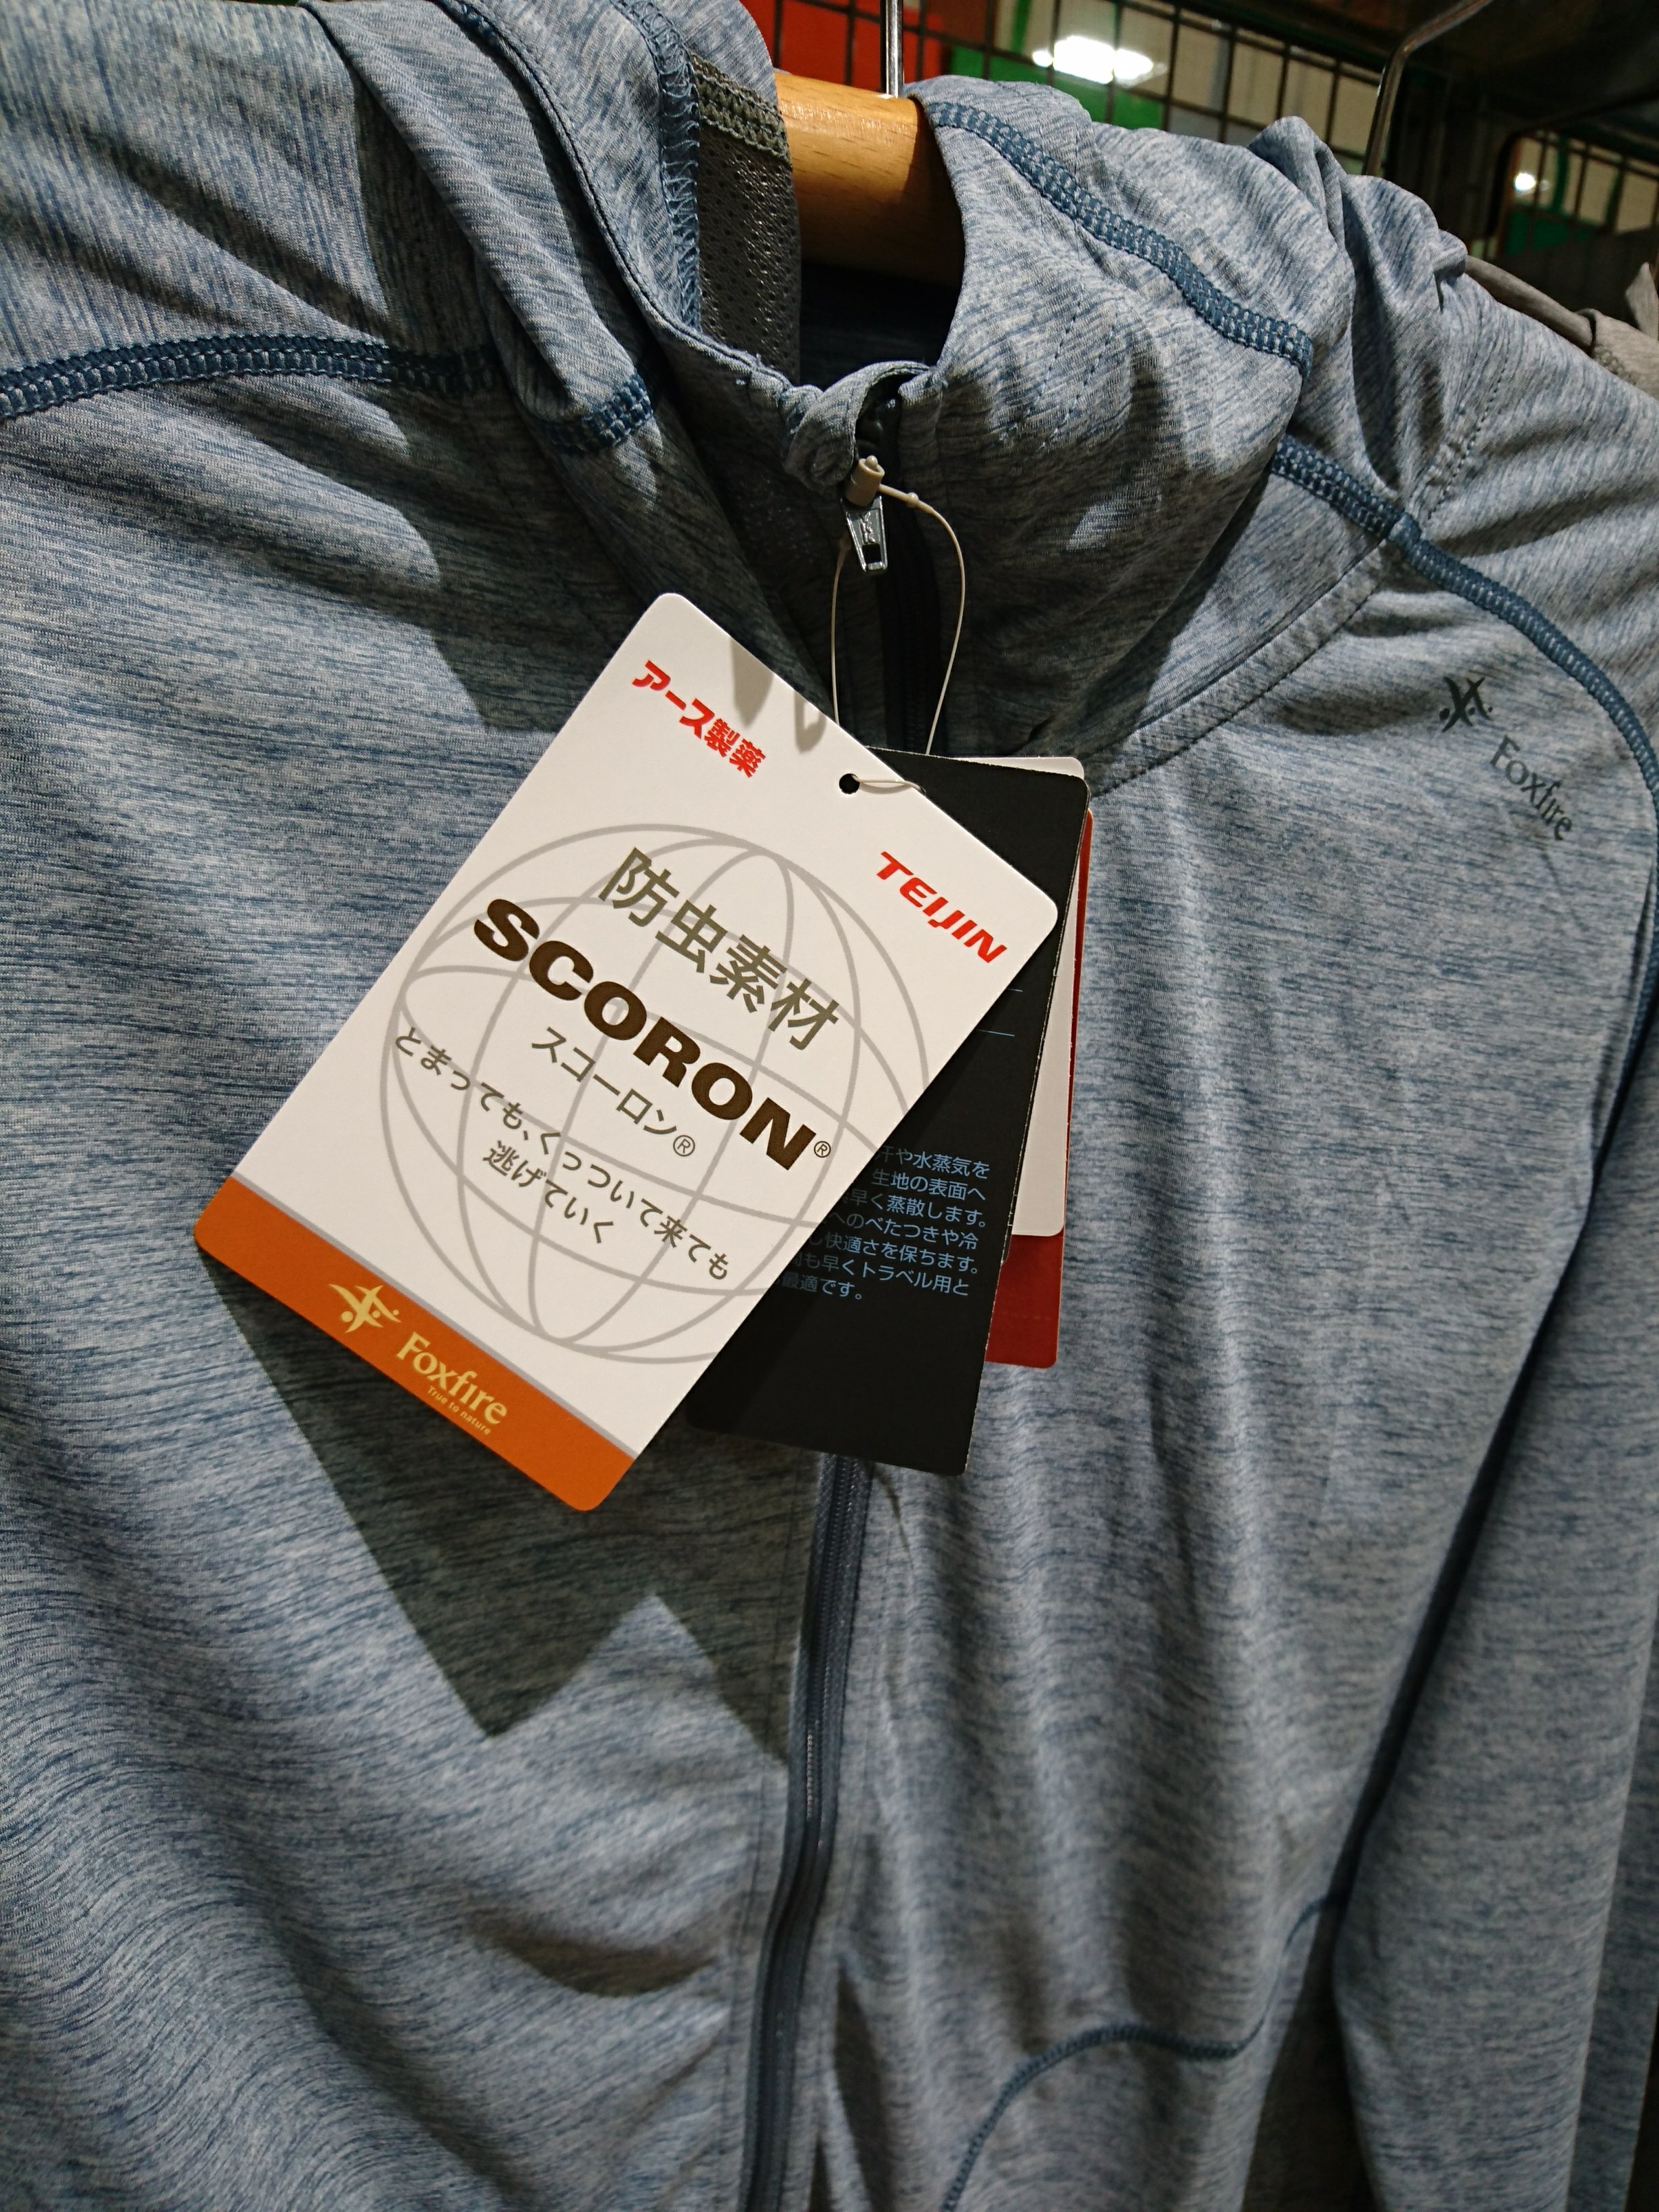 アース製薬
TEIJIN
防虫素材
SCORON®
スコーロン®
とまっても、くっついて来ても
逃げていく
Foxfire
True to nature
や水蒸気を
生地の表面へ
早く蒸散します。
のべたつきや冷
快適さを保ちます。
も早くトラベル用と
最適です。
Foxfire